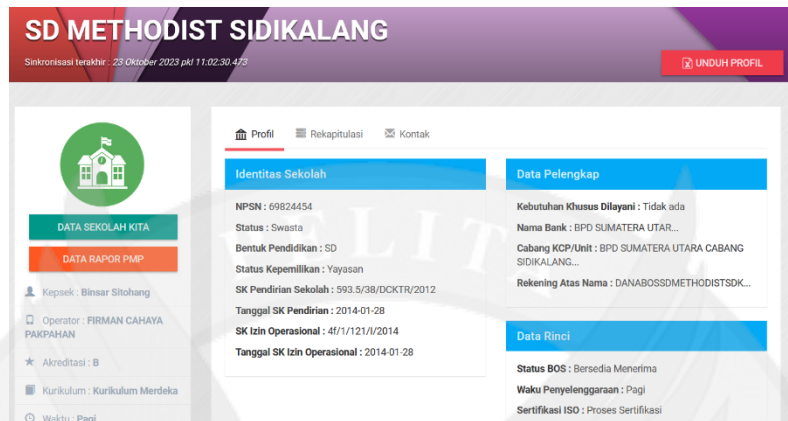 SD METHODIST SIDIKALANG
Sinkronisasi terakhir : 23 Oktober 2023 pkl 11:02:30.473
UNDUH PROFIL
DATA SEKOLAH KITA
DATA RAPOR PMP
Kepsek : Binsar Sitohang
Operator : FIRMAN CAHAYA
PAKPAHAN
Akreditasi : B
Kurikulum : Kurikulum Merdeka
Waktu : Pagi
Profil
Rekapitulasi
Kontak
Identitas Sekolah
NPSN : 69824454
Status : Swasta
Bentuk Pendidikan : SD
Status Kepemilikan : Yayasan
SK Pendirian Sekolah : 593.5/38/DCKTR/2012
Tanggal SK Pendirian : 2014-01-28
SK Izin Operasional : 4f/1/121/I/2014
Tanggal SK Izin Operasional : 2014-01-28
Data Pelengkap
Kebutuhan Khusus Dilayani : Tidak ada
Nama Bank : BPD SUMATERA UTAR...
Cabang KCP/Unit : BPD SUMATERA UTARA CABANG
SIDIKALANG...
Rekening Atas Nama : DANABOSSDMETHODISTSDK...
Data Rinci
Status BOS : Bersedia Menerima
Waku Penyelenggaraan : Pagi
Sertifikasi ISO : Proses Sertifikasi
PELITA